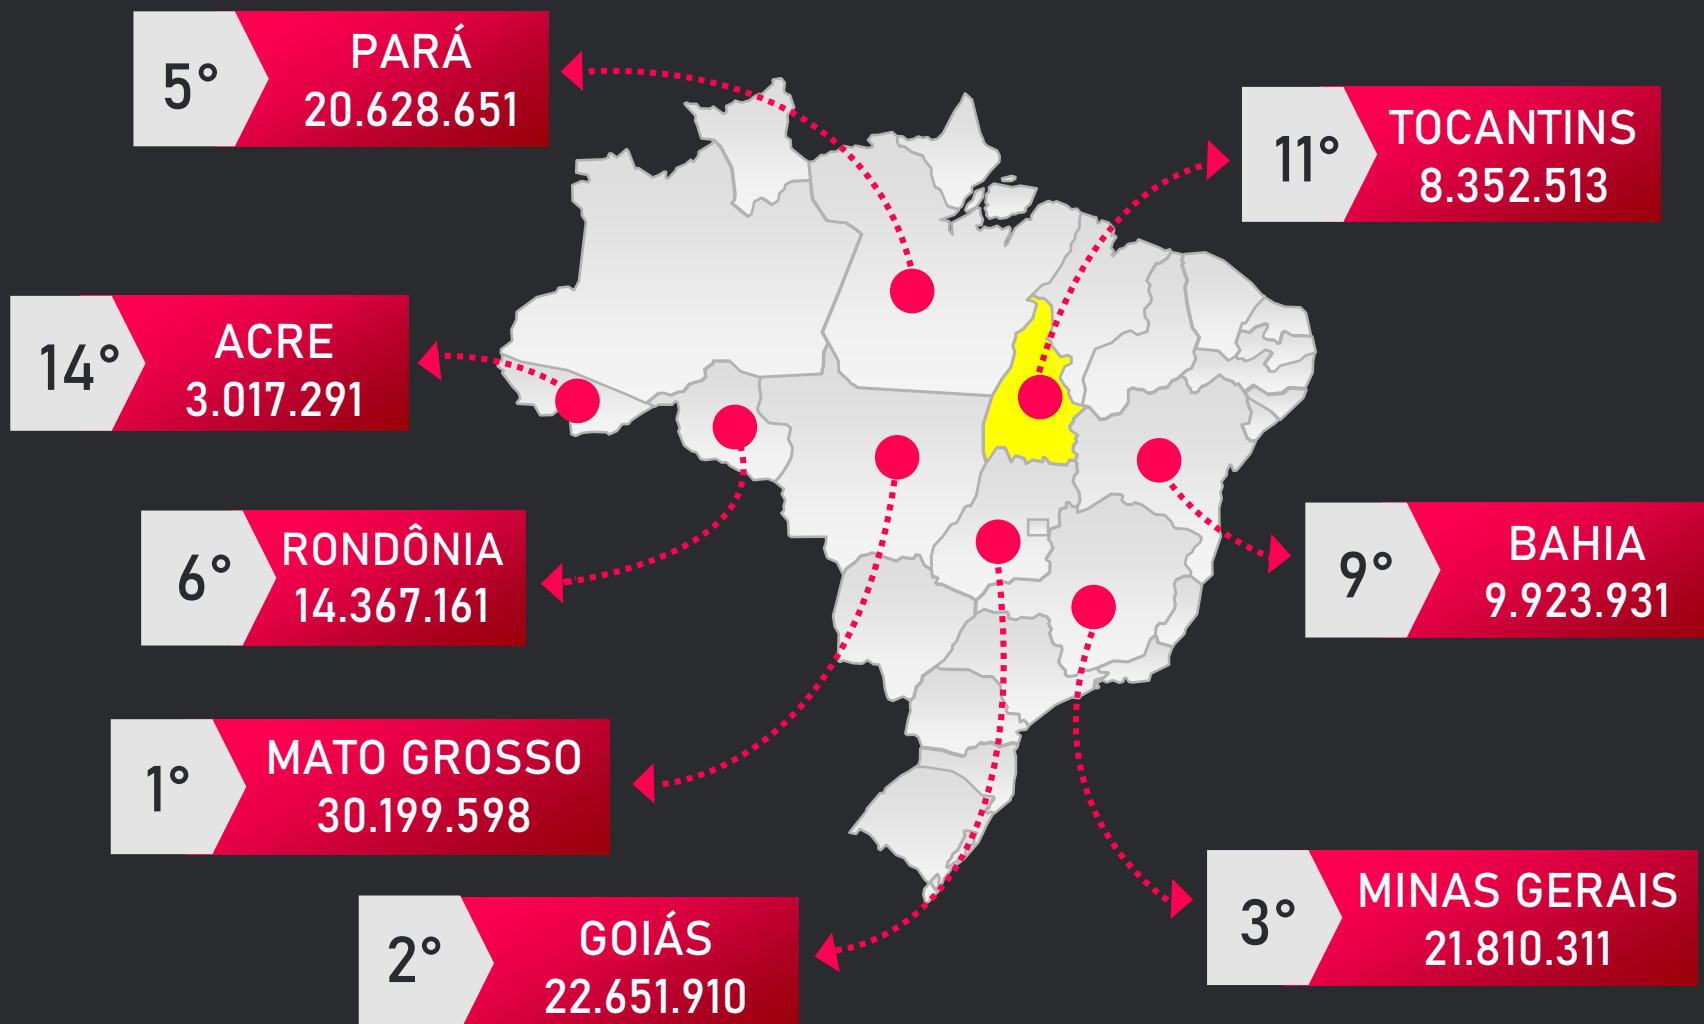 5°
PARÁ
20.628.651
11°
TOCANTINS
8.352.513
14°
ACRE
3.017.291
6°
RONDÔNIA
14.367.161
9°
BAHIA
9.923.931
1°
MATO GROSSO
30.199.598
3°
MINAS GERAIS
21.810.311
2°
GOIÁS
22.651.910